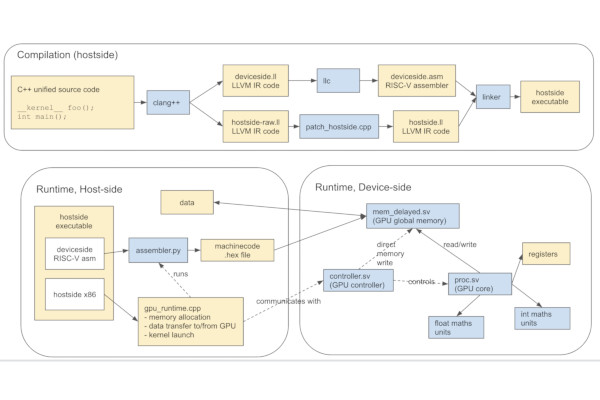 Compilation (hostside)
C++ unified source code
__kernel__ foo();
int main();
clang++
deviceside.ll
LLVM IR code
llc
deviceside.asm
RISC-V assembler
hostside-raw.ll
LLVM IR code
patch_hostside.cpp
hostside.ll
LLVM IR code
linker
hostside
executable
Runtime, Host-side
hostside
executable
deviceside
RISC-V asm
hostside x86
assembler.py
data
machinecode
.hex file
runs
gpu_runtime.cpp
- memory allocation
- data transfer to/from GPU
- kernel launch
communicates with
Runtime, Device-side
mem_delayed.sv
(GPU global memory)
direct
memory
write
read/write
controller.sv
(GPU controller)
controls
proc.sv
(GPU core)
registers
float maths
units
int maths
units